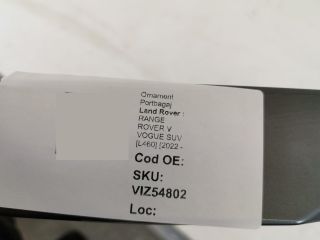 Ornament
Portbagaj
Land Rover :
RANGE
ROVER V
VOGUE SUV
[L460] [2022 -
Cod OE:
SKU:
VIZ54802
Loc: